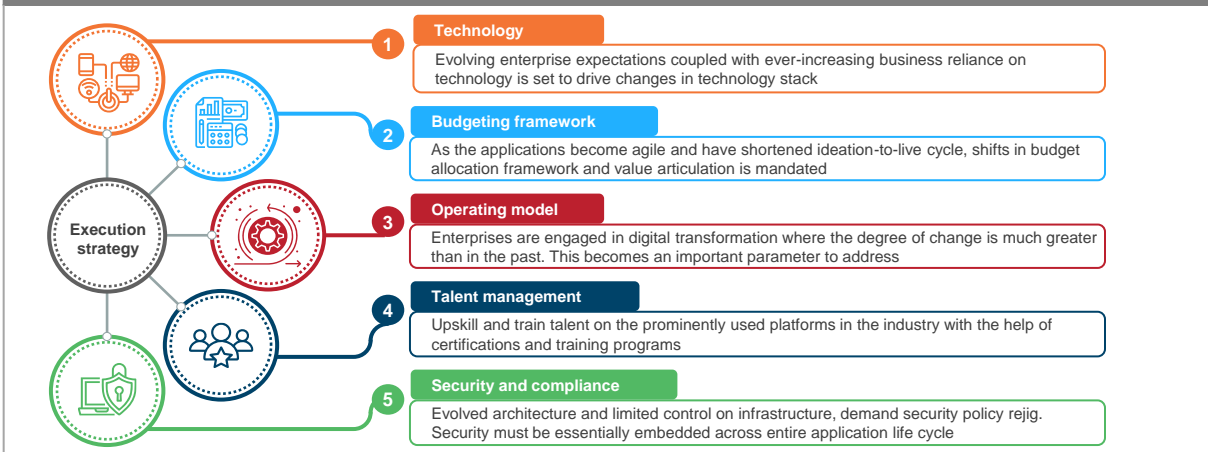 Execution
strategy
1
Technology
Evolving enterprise expectations coupled with ever-increasing business reliance on
technology is set to drive changes in technology stack
2
Budgeting framework
As the applications become agile and have shortened ideation-to-live cycle, shifts in budget
allocation framework and value articulation is mandated
3
Operating model
Enterprises are engaged in digital transformation where the degree of change is much greater
than in the past. This becomes an important parameter to address
4
Talent management
Upskill and train talent on the prominently used platforms in the industry with the help of
certifications and training programs
5
Security and compliance
Evolved architecture and limited control on infrastructure, demand security policy rejig.
Security must be essentially embedded across entire application life cycle